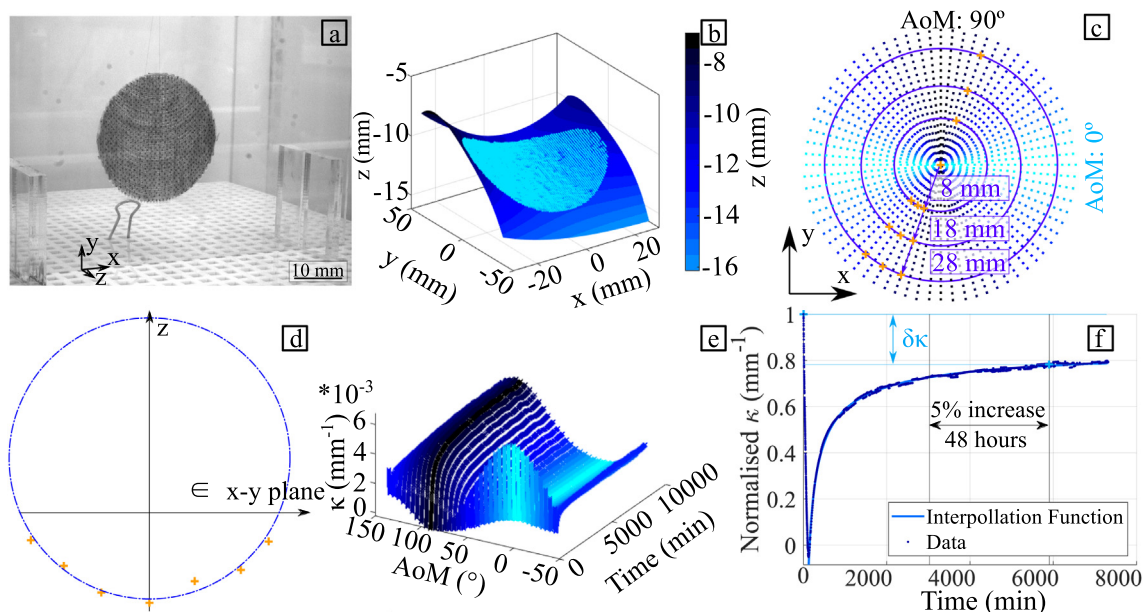 a
y
x
z
10 mm
b
-5
-10
-15
z (mm)
50
0
-50
y (mm)
-20
0
20
x (mm)
-8
-10
-12
-14
-16
z (mm)
AoM: 90º
c
AoM: 0º
8 mm
18 mm
28 mm
y
x
d
z
∈ x-y plane
e
*10⁻³
6
4
2
0
κ (mm⁻¹)
150
100
50
0
-50
AoM (°)
0
5000
10000
Time (min)
f
1
0.8
0.6
0.4
0.2
0
Normalised κ (mm⁻¹)
δκ
5% increase
48 hours
Interpollation Function
Data
0
2000
4000
6000
8000
Time (min)